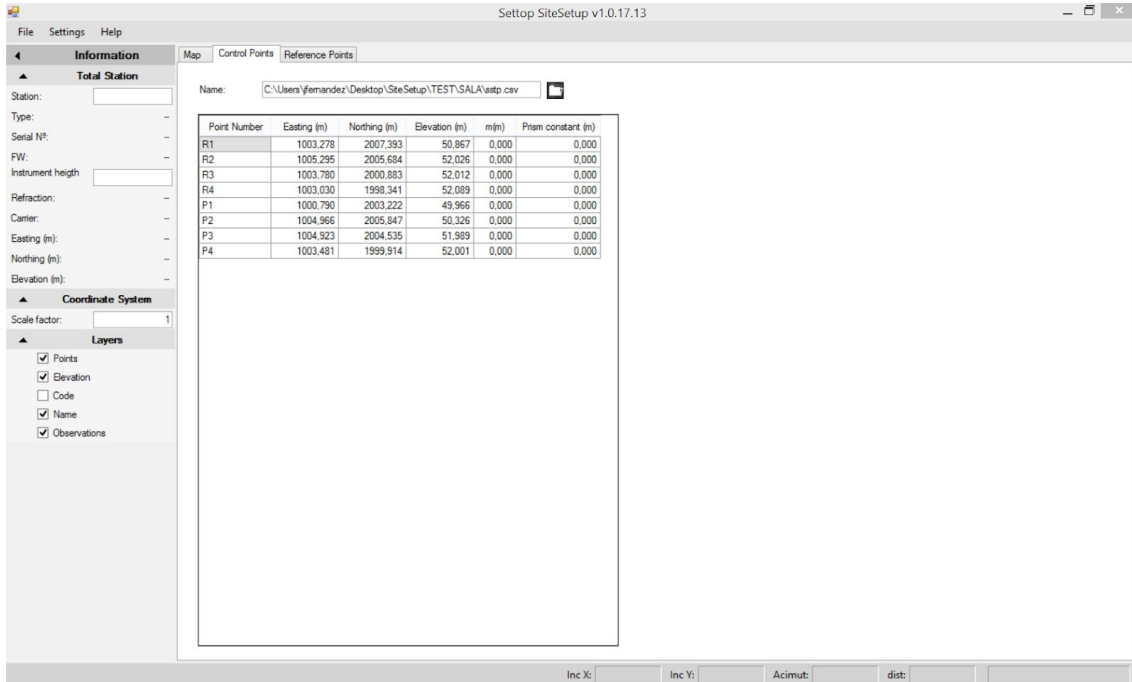 Settop SiteSetup v1.0.17.13
File Settings Help
Information
Total Station
Station:
Type: --
Serial Nº: --
FW: --
Instrument heigth
Refraction: --
Carrier: --
Easting (m): --
Northing (m): --
Elevation (m): --
Coordinate System
Scale factor: 1
Layers
Points
Elevation
Code
Name
Observations
Map Control Points Reference Points
Name: C:\Users\jfernandez\Desktop\SiteSetup\TEST\SALA\sstp.csv
Point Number Easting (m) Northing (m) Elevation (m) m(m) Prism constant (m)
R1 1003,278 2007,393 50,867 0,000 0,000
R2 1005,295 2005,684 52,026 0,000 0,000
R3 1003,780 2000,883 52,012 0,000 0,000
R4 1003,030 1998,341 52,089 0,000 0,000
P1 1000,790 2003,222 49,966 0,000 0,000
P2 1004,966 2005,847 50,326 0,000 0,000
P3 1004,923 2004,535 51,989 0,000 0,000
P4 1003,481 1999,914 52,001 0,000 0,000
Inc X: Inc Y: Acimut: dist: